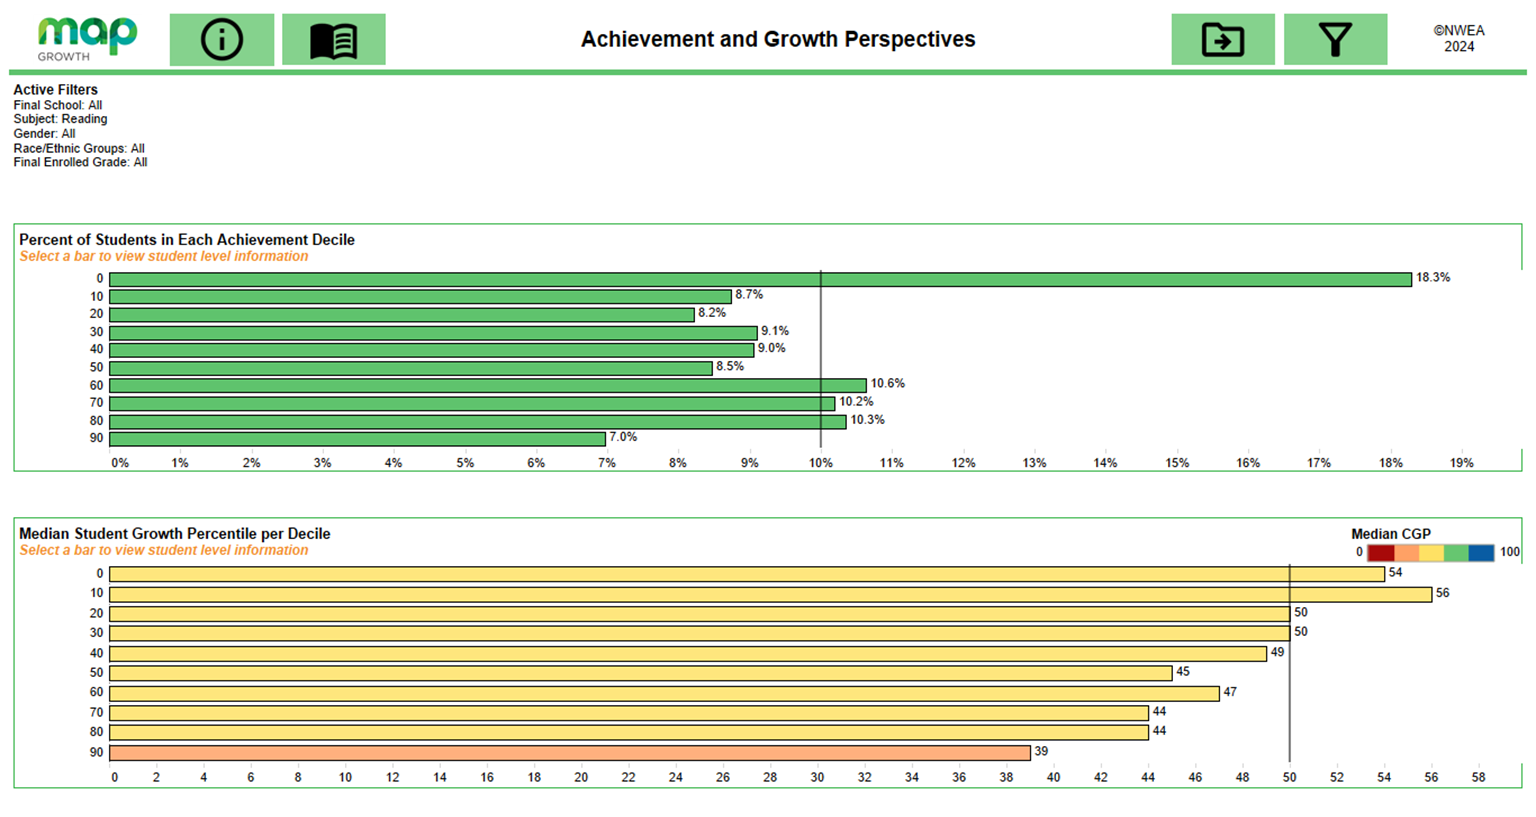 map
GROWTH
Achievement and Growth Perspectives
©NWEA
2024
Active Filters
Final School: All
Subject: Reading
Gender: All
Race/Ethnic Groups: All
Final Enrolled Grade: All
Percent of Students in Each Achievement Decile
Select a bar to view student level information
0 18.3%
10 8.7%
20 8.2%
30 9.1%
40 9.0%
50 8.5%
60 10.6%
70 10.2%
80 10.3%
90 7.0%
0% 1% 2% 3% 4% 5% 6% 7% 8% 9% 10% 11% 12% 13% 14% 15% 16% 17% 18% 19%
Median Student Growth Percentile per Decile
Select a bar to view student level information
Median CGP
0 100
0 54
10 56
20 50
30 50
40 49
50 45
60 47
70 44
80 44
90 39
0 2 4 6 8 10 12 14 16 18 20 22 24 26 28 30 32 34 36 38 40 42 44 46 48 50 52 54 56 58